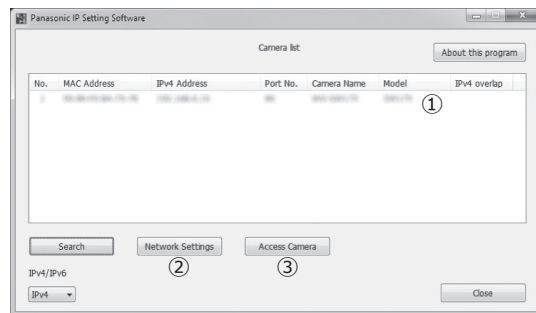 Panasonic IP Setting Software
Camera list
About this program
No. MAC Address IPv4 Address Port No. Camera Name Model IPv4 overlap
①
Search Network Settings Access Camera
② ③
IPv4/IPv6
IPv4 Close